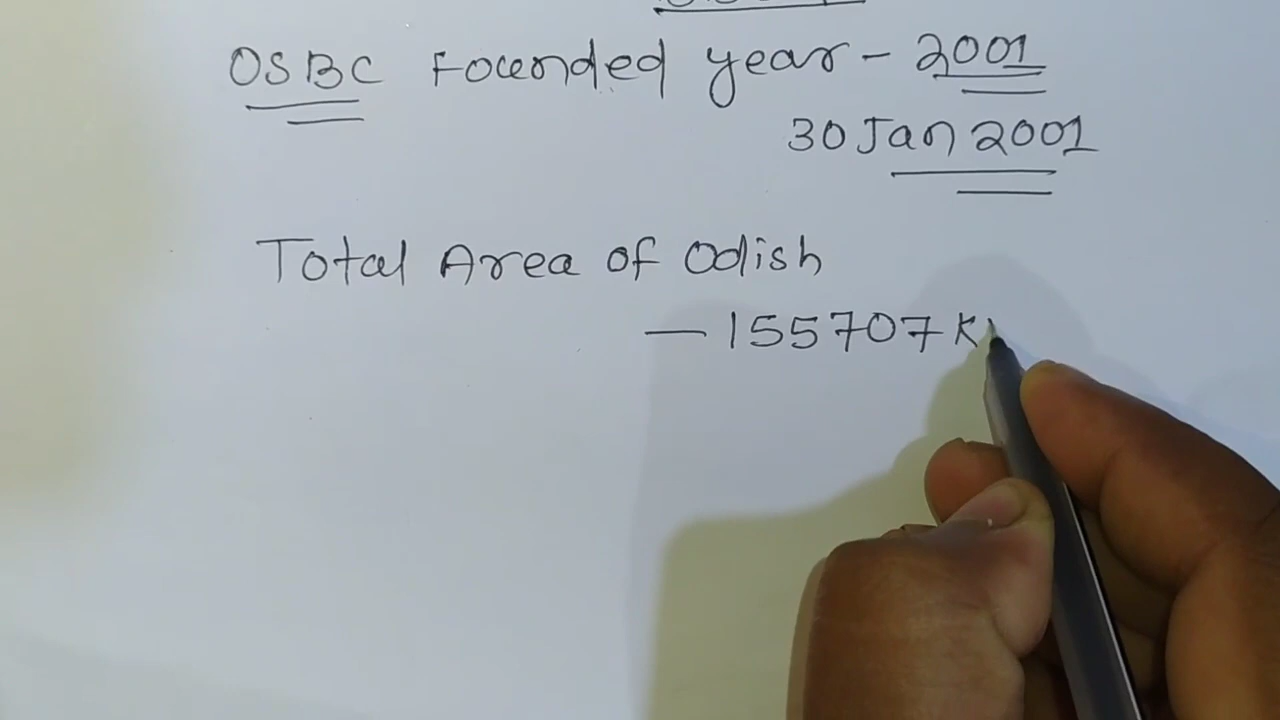 OSBC Founded year - 2001
30 Jan 2001
Total Area of Odish
- 155707 K